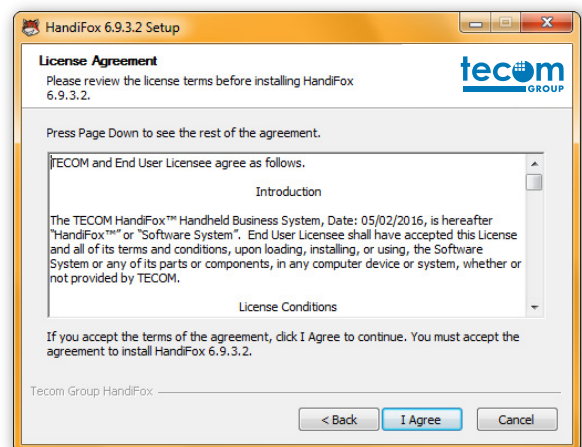 HandiFox 6.9.3.2 Setup
License Agreement
Please review the license terms before installing HandiFox
6.9.3.2.
tecom
GROUP
Press Page Down to see the rest of the agreement.
TECOM and End User Licensee agree as follows.
Introduction
The TECOM HandiFox™ Handheld Business System, Date: 05/02/2016, is hereafter
"HandiFox™" or "Software System".  End User Licensee shall have accepted this License
and all of its terms and conditions, upon loading, installing, or using, the Software
System or any of its parts or components, in any computer device or system, whether or
not provided by TECOM.
License Conditions
If you accept the terms of the agreement, click I Agree to continue. You must accept the
agreement to install HandiFox 6.9.3.2.
Tecom Group HandiFox
< Back
I Agree
Cancel